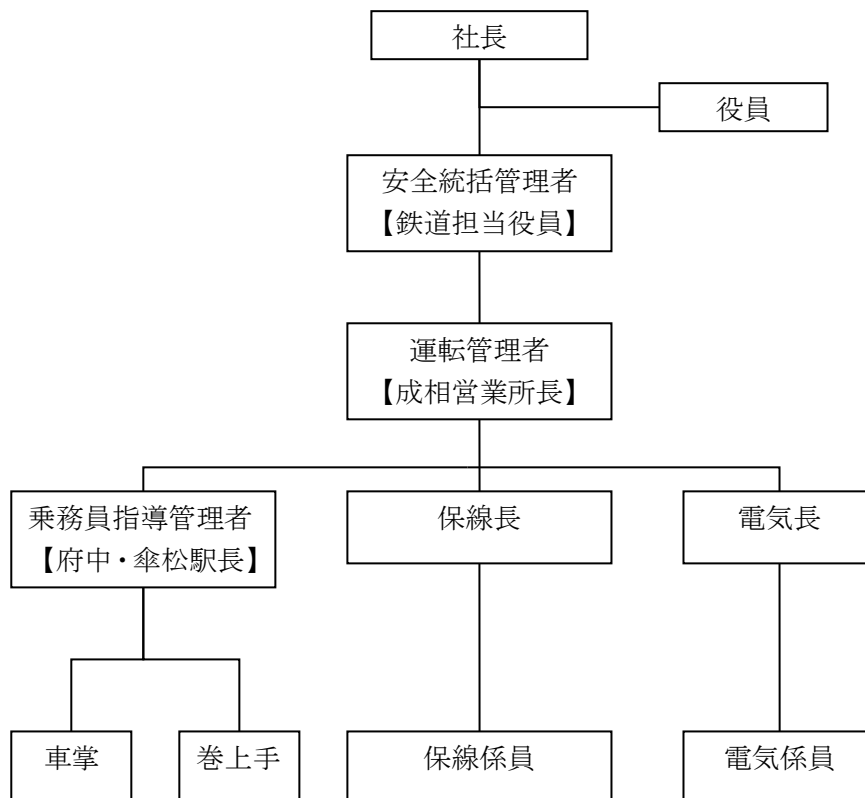 社長
役員
安全統括管理者
【鉄道担当役員】
運転管理者
【成相営業所長】
乗務員指導管理者
【府中・傘松駅長】
保線長
電気長
車掌
巻上手
保線係員
電気係員